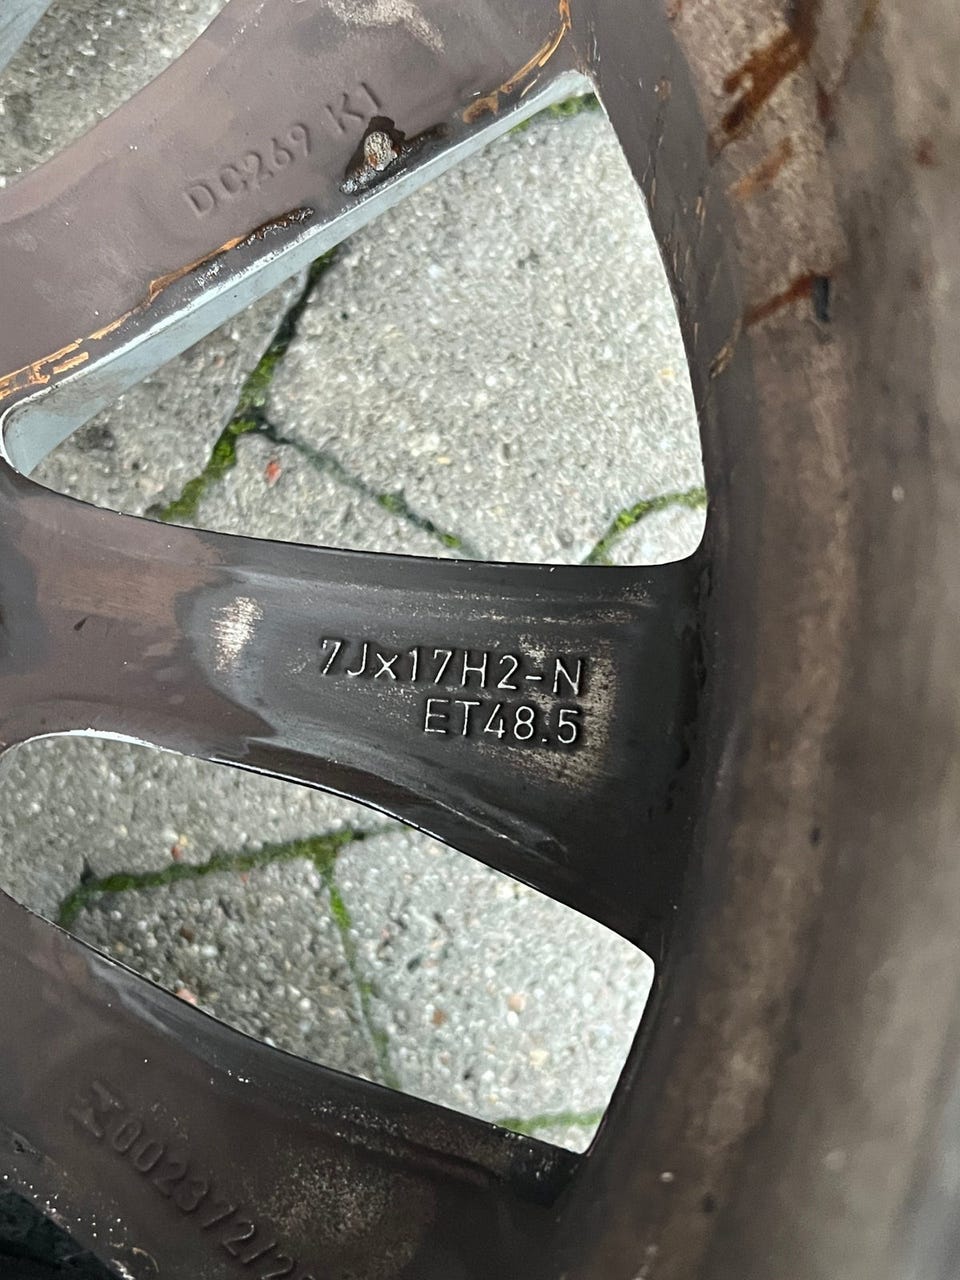 DC269 K1
7Jx17H2-N
ET48.5